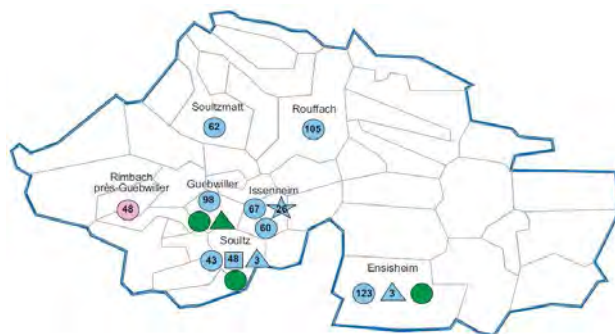 Soultzmatt
62
Rouffach
105
Rimbach
près-Guebwiller
48
Guebwiller
98
Issenheim
67
26
60
Soultz
43
48
3
Ensisheim
123
3